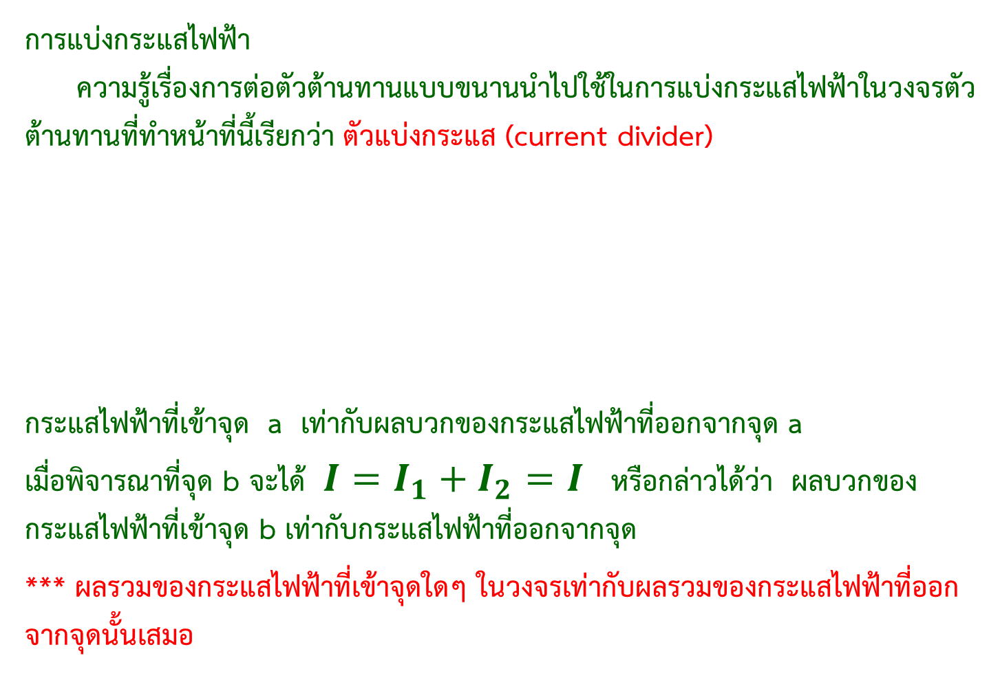 การแบ่งกระแสไฟฟ้า
ความรู้เรื่องการต่อตัวต้านทานแบบขนานนำไปใช้ในการแบ่งกระแสไฟฟ้าในวงจรตัว
ต้านทานที่ทำหน้าที่นี้เรียกว่า ตัวแบ่งกระแส (current divider)
กระแสไฟฟ้าที่เข้าจุด a เท่ากับผลบวกของกระแสไฟฟ้าที่ออกจากจุด a
เมื่อพิจารณาที่จุด b จะได้ I = I₁ + I₂ = I หรือกล่าวได้ว่า ผลบวกของ
กระแสไฟฟ้าที่เข้าจุด b เท่ากับกระแสไฟฟ้าที่ออกจากจุด
*** ผลรวมของกระแสไฟฟ้าที่เข้าจุดใดๆ ในวงจรเท่ากับผลรวมของกระแสไฟฟ้าที่ออก
จากจุดนั้นเสมอ